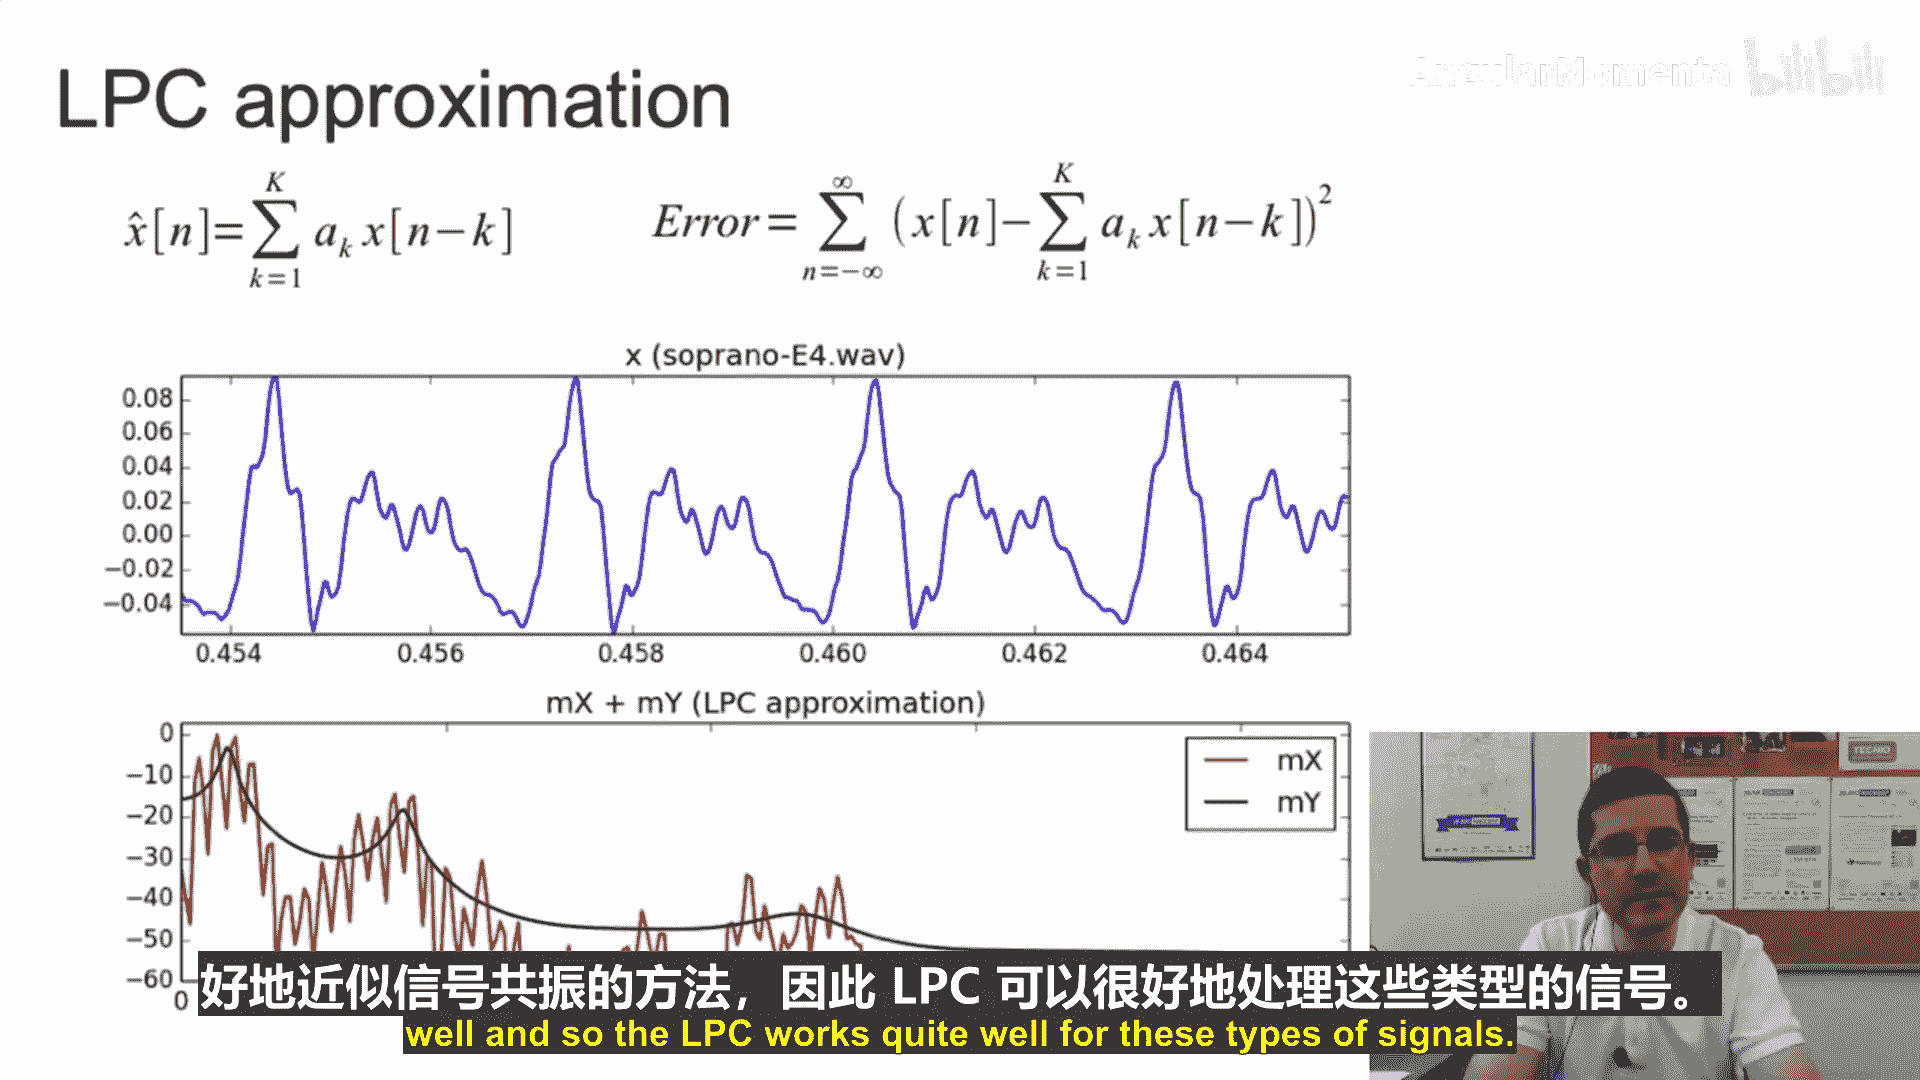 LPC approximation
bilibili
x̂[n]=∑_{k=1}^{K} a_k x[n−k]
Error=∑_{n=−∞}^{∞} (x[n]−∑_{k=1}^{K} a_k x[n−k])²
x (soprano-E4.wav)
0.08
0.06
0.04
0.02
0.00
−0.02
−0.04
0.454 0.456 0.458 0.460 0.462 0.464
mX + mY (LPC approximation)
0
−10
−20
−30
−40
−50
−60
mX
mY
0
TECNIO
好地近似信号共振的方法，因此 LPC 可以很好地处理这些类型的信号。
well and so the LPC works quite well for these types of signals.